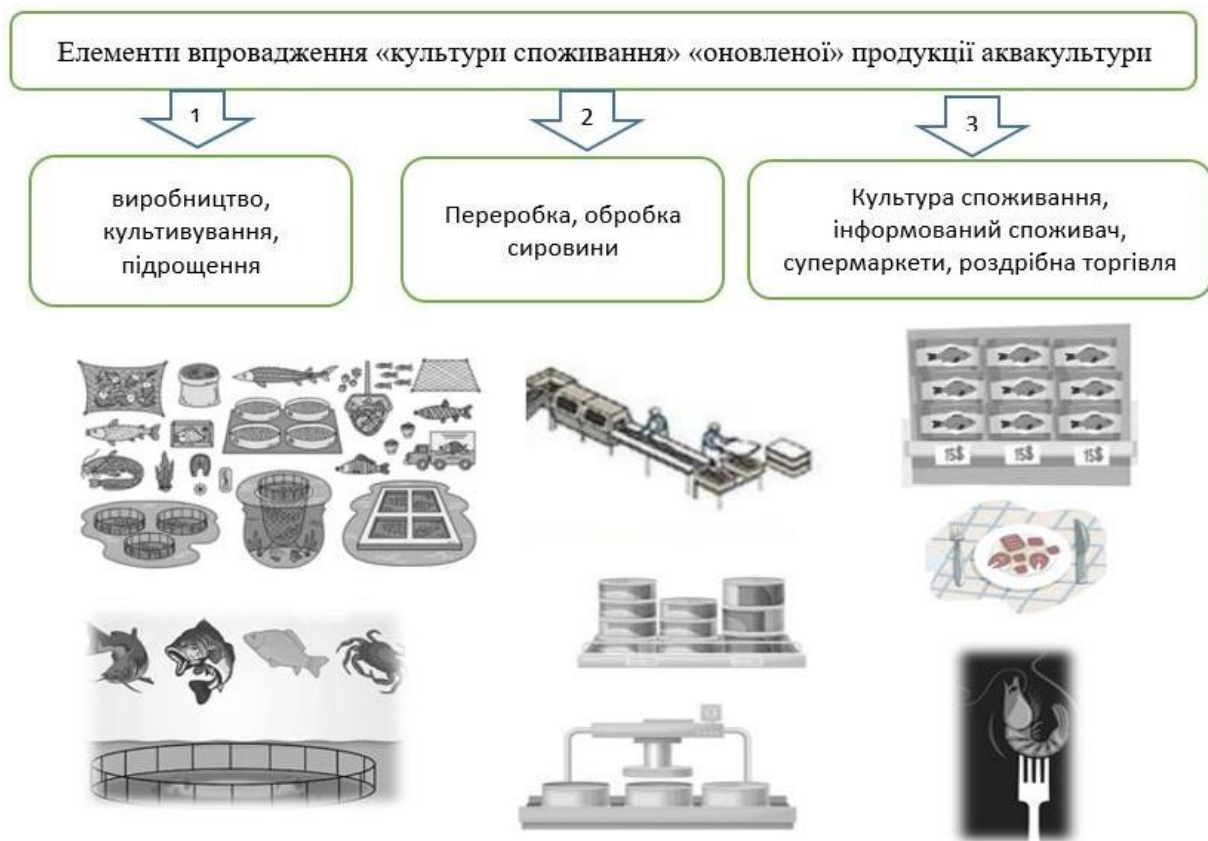 Елементи впровадження «культури споживання» «оновленої» продукції аквакультури
1
2
3
виробництво,
культивування,
підрощення
Переробка, обробка
сировини
Культура споживання,
інформований споживач,
супермаркети, роздрібна торгівля
15$ 15$ 15$